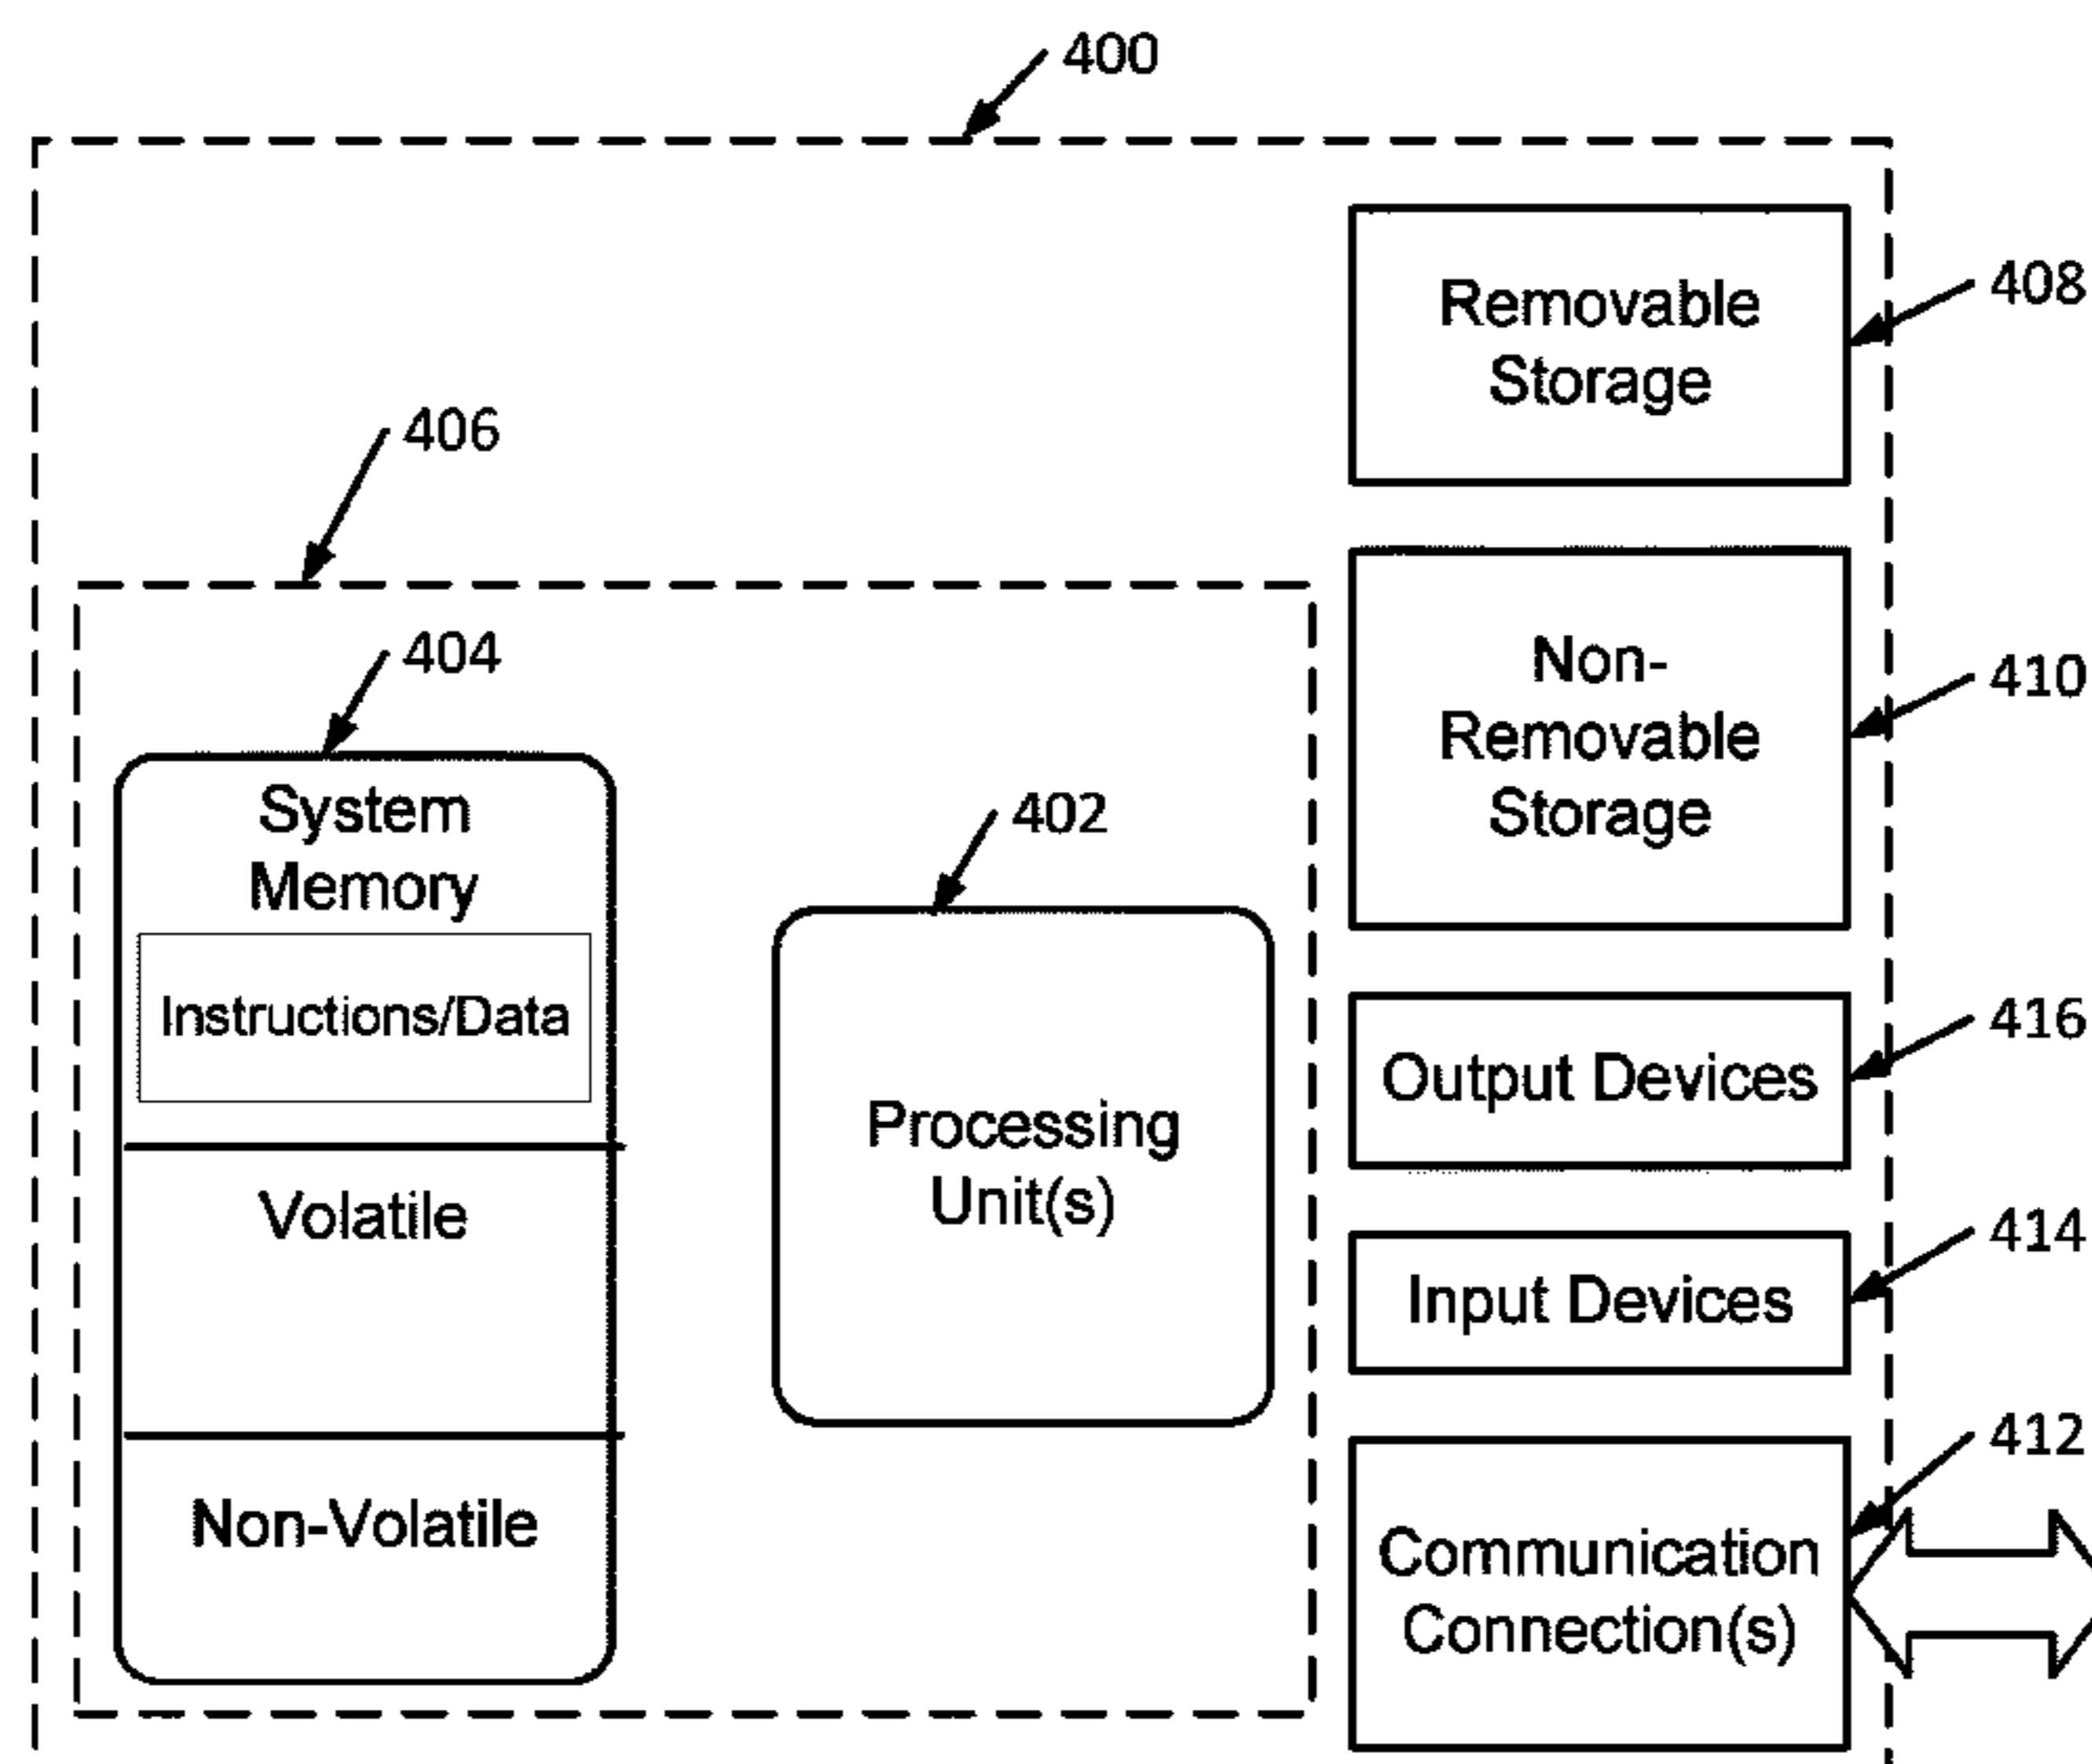 400
Removable
Storage
408
406
Non-
Removable
Storage
410
404
System
Memory
Instructions/Data
Volatile
Non-Volatile
402
Processing
Unit(s)
Output Devices
416
Input Devices
414
Communication
Connection(s)
412